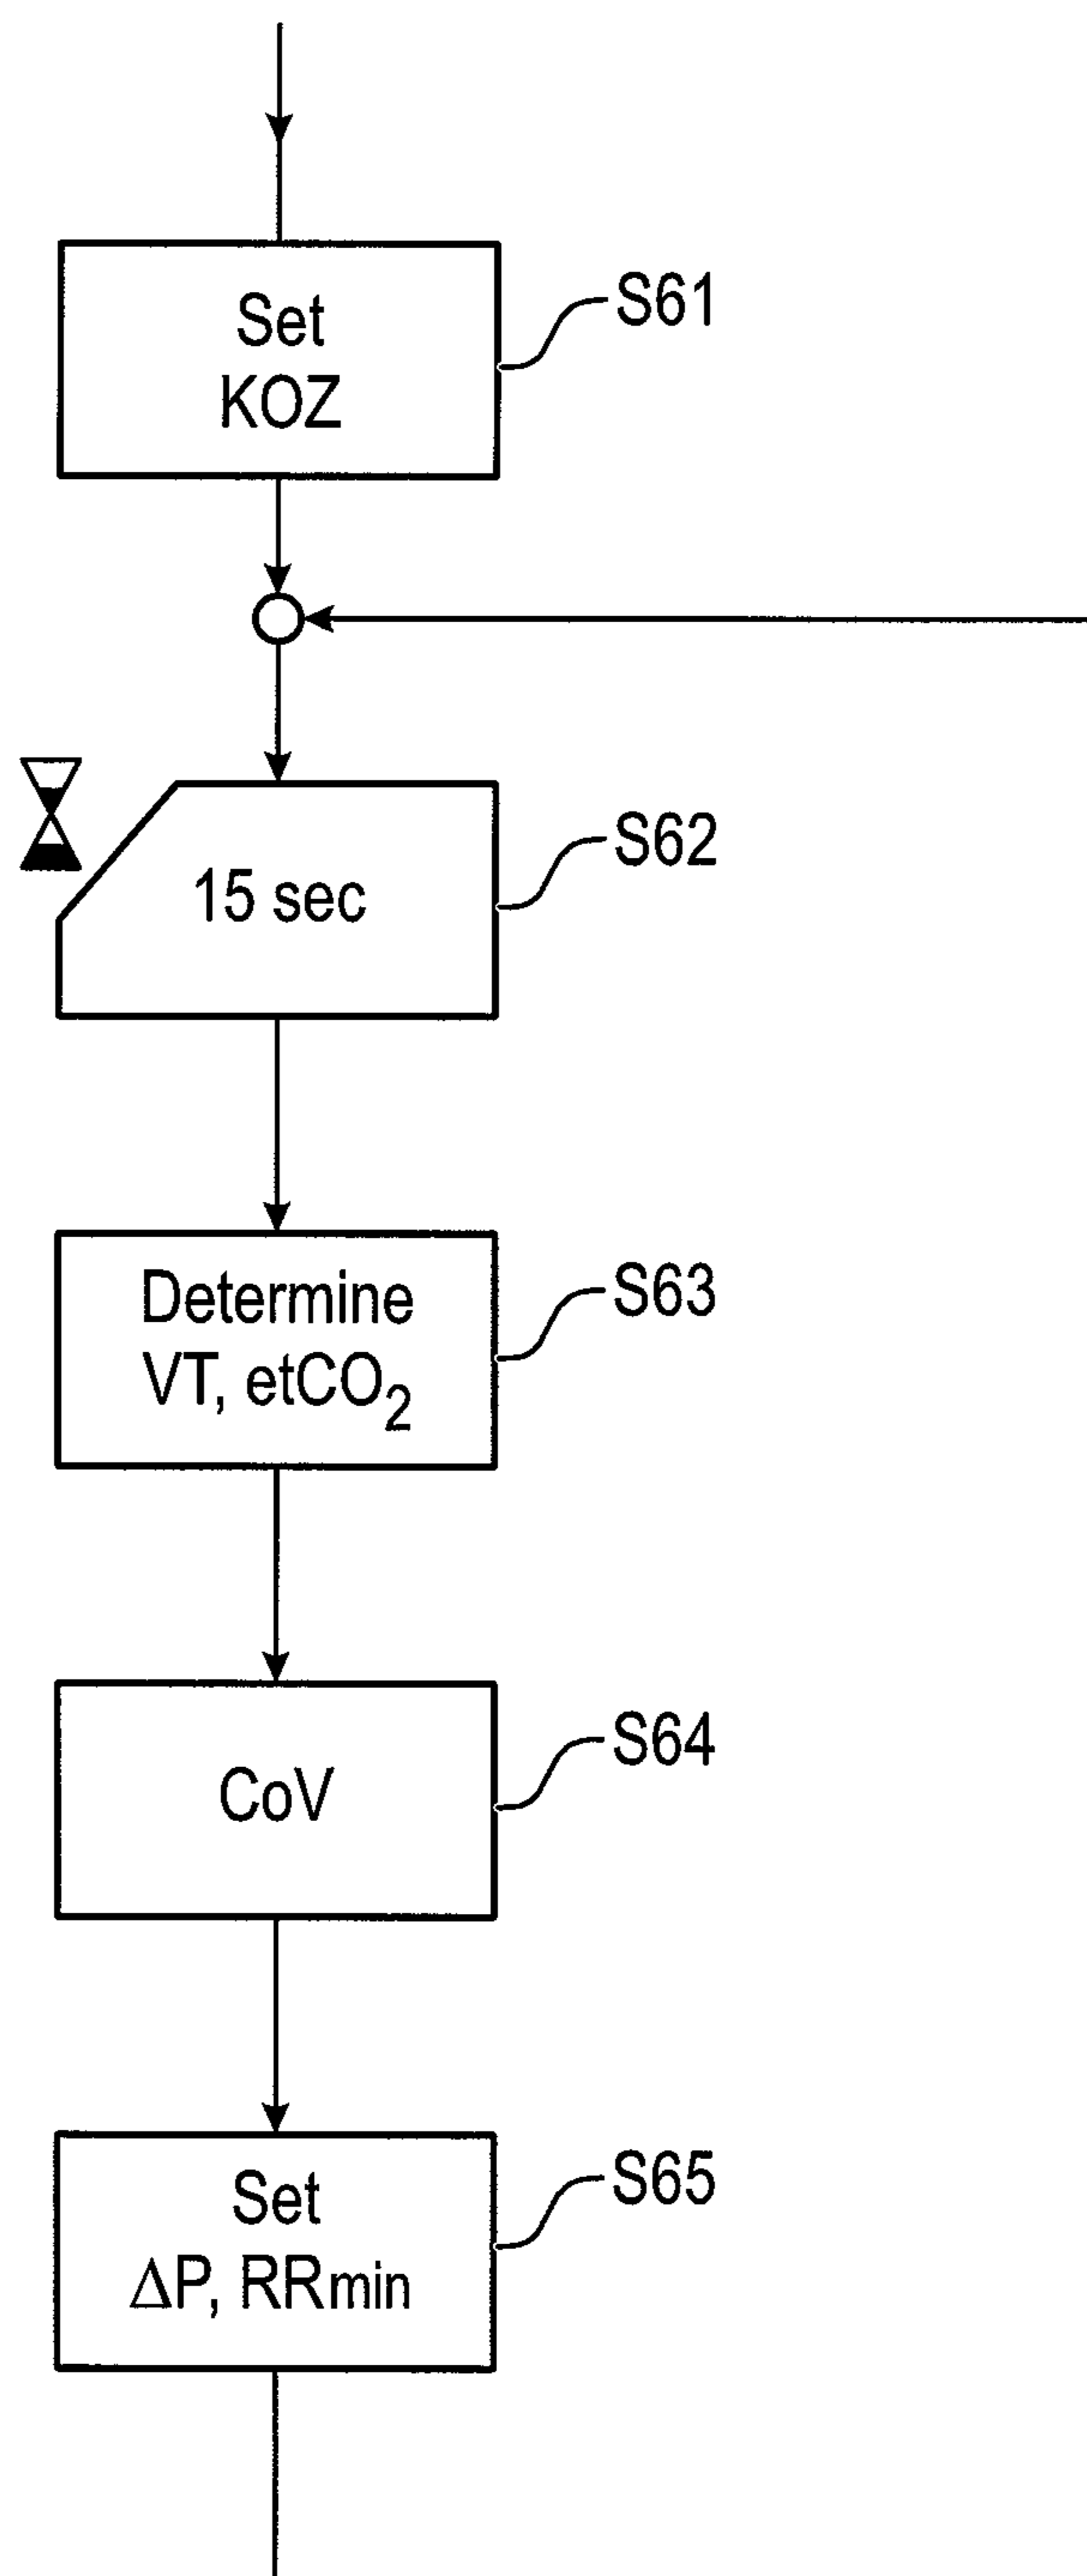 Set
KOZ
S61
15 sec
S62
Determine
VT, etCO₂
S63
CoV
S64
Set
ΔP, RRmin
S65